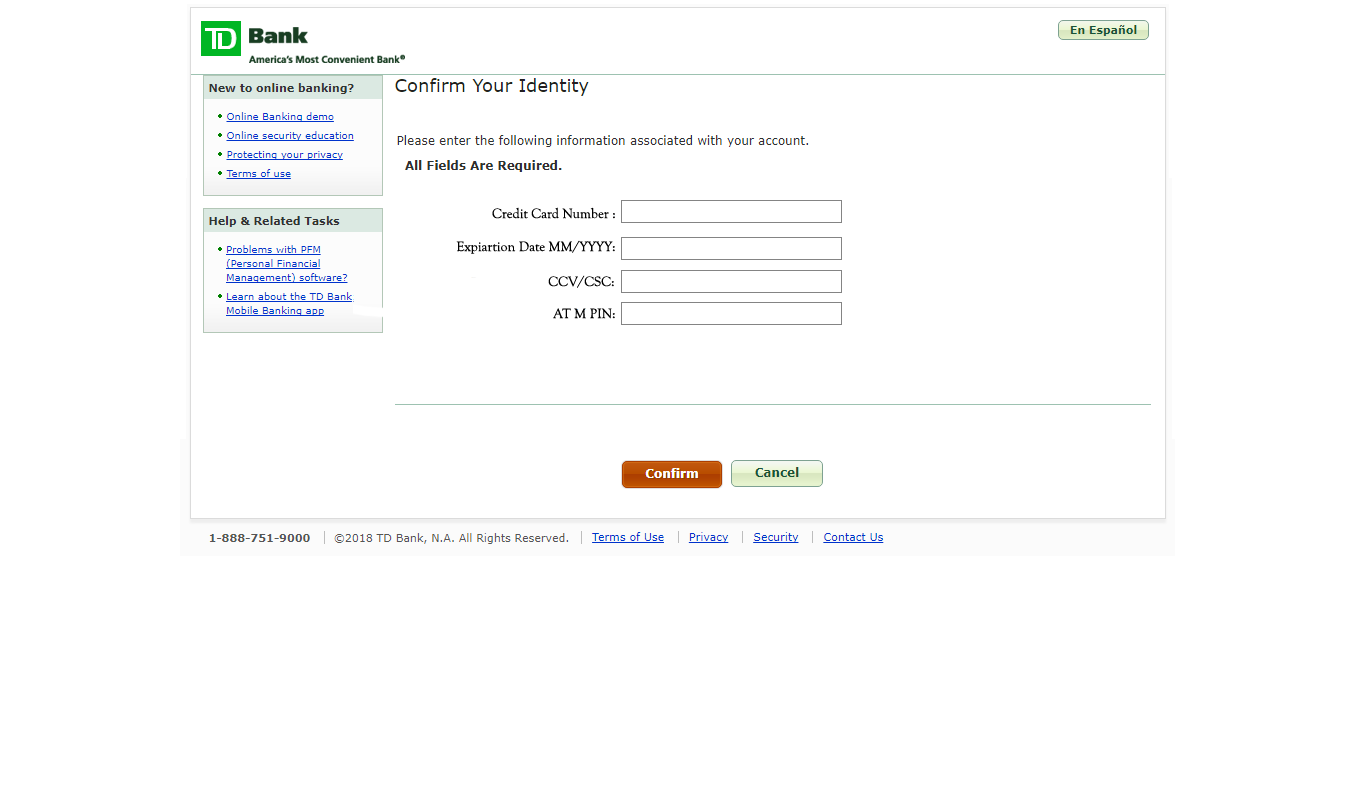 TD Bank
America's Most Convenient Bank®
En Español
New to online banking?
Online Banking demo
Online security education
Protecting your privacy
Terms of use
Help & Related Tasks
Problems with PFM
(Personal Financial
Management) software?
Learn about the TD Bank
Mobile Banking app
Confirm Your Identity
Please enter the following information associated with your account.
All Fields Are Required.
Credit Card Number :
Expiartion Date MM/YYYY:
CCV/CSC:
AT M PIN:
Confirm
Cancel
1-888-751-9000
©2018 TD Bank, N.A. All Rights Reserved.
Terms of Use
Privacy
Security
Contact Us